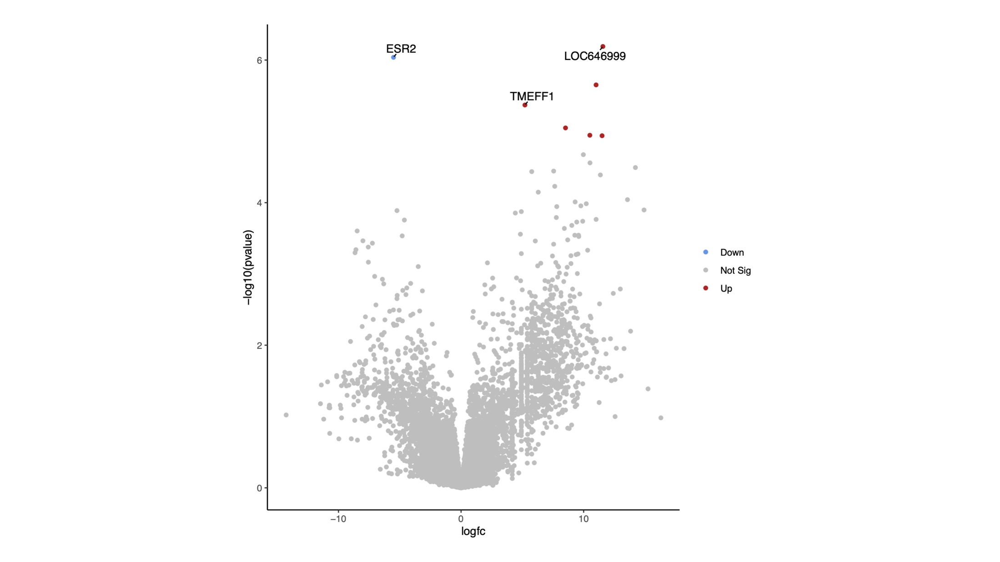 ESR2
LOC646999
TMEFF1
6
4
2
0
−log10(pvalue)
−10
0
10
logfc
Down
Not Sig
Up